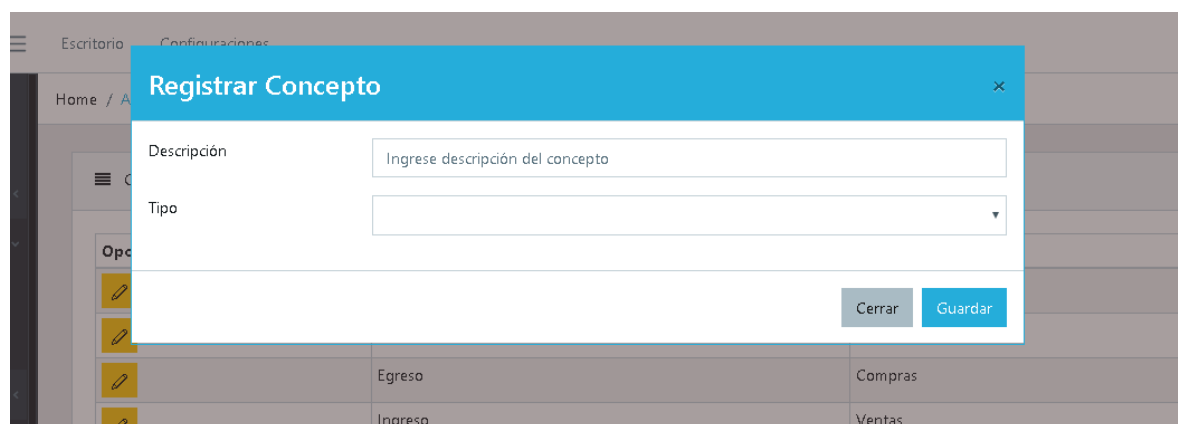 Escritorio Configuraciones
Registrar Concepto ×
Home / A
Descripción Ingrese descripción del concepto
Tipo
Opc
Cerrar Guardar
Egreso Compras
Ingreso Ventas